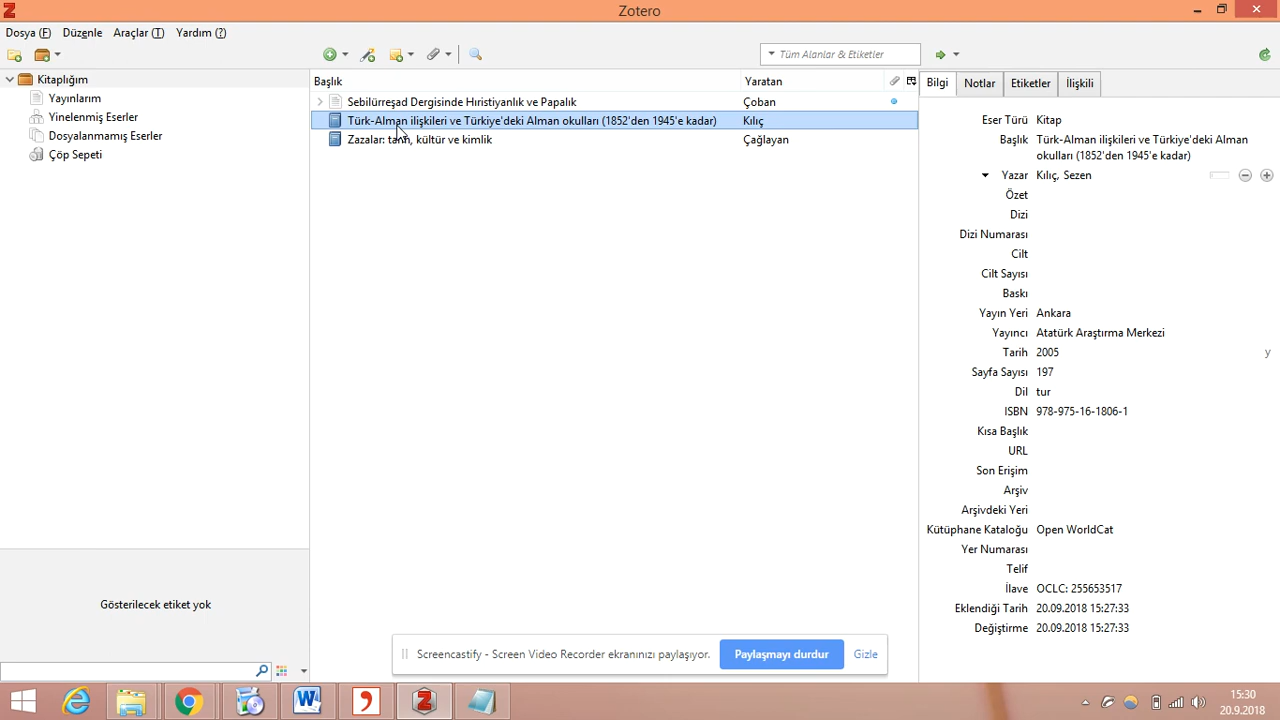 Zotero
Dosya (F) Düzenle Araçlar (T) Yardım (?)
Tüm Alanlar & Etiketler
Kitaplığım
Yayınlarım
Yinelenmiş Eserler
Dosyalanmamış Eserler
Çöp Sepeti
Gösterilecek etiket yok
Başlık Yaratan
Sebilürreşad Dergisinde Hıristiyanlık ve Papalık Çoban
Türk-Alman ilişkileri ve Türkiye'deki Alman okulları (1852'den 1945'e kadar) Kılıç
Zazalar: tarih, kültür ve kimlik Çağlayan
Bilgi Notlar Etiketler İlişkili
Eser Türü Kitap
Başlık Türk-Alman ilişkileri ve Türkiye'deki Alman
okulları (1852'den 1945'e kadar)
Yazar Kılıç, Sezen
Özet
Dizi
Dizi Numarası
Cilt
Cilt Sayısı
Baskı
Yayın Yeri Ankara
Yayıncı Atatürk Araştırma Merkezi
Tarih 2005 y
Sayfa Sayısı 197
Dil tur
ISBN 978-975-16-1806-1
Kısa Başlık
URL
Son Erişim
Arşiv
Arşivdeki Yeri
Kütüphane Kataloğu Open WorldCat
Yer Numarası
Telif
İlave OCLC: 255653517
Eklendiği Tarih 20.09.2018 15:27:33
Değiştirme 20.09.2018 15:27:33
Screencastify - Screen Video Recorder ekranınızı paylaşıyor. Paylaşmayı durdur Gizle
15:30
20.9.2018